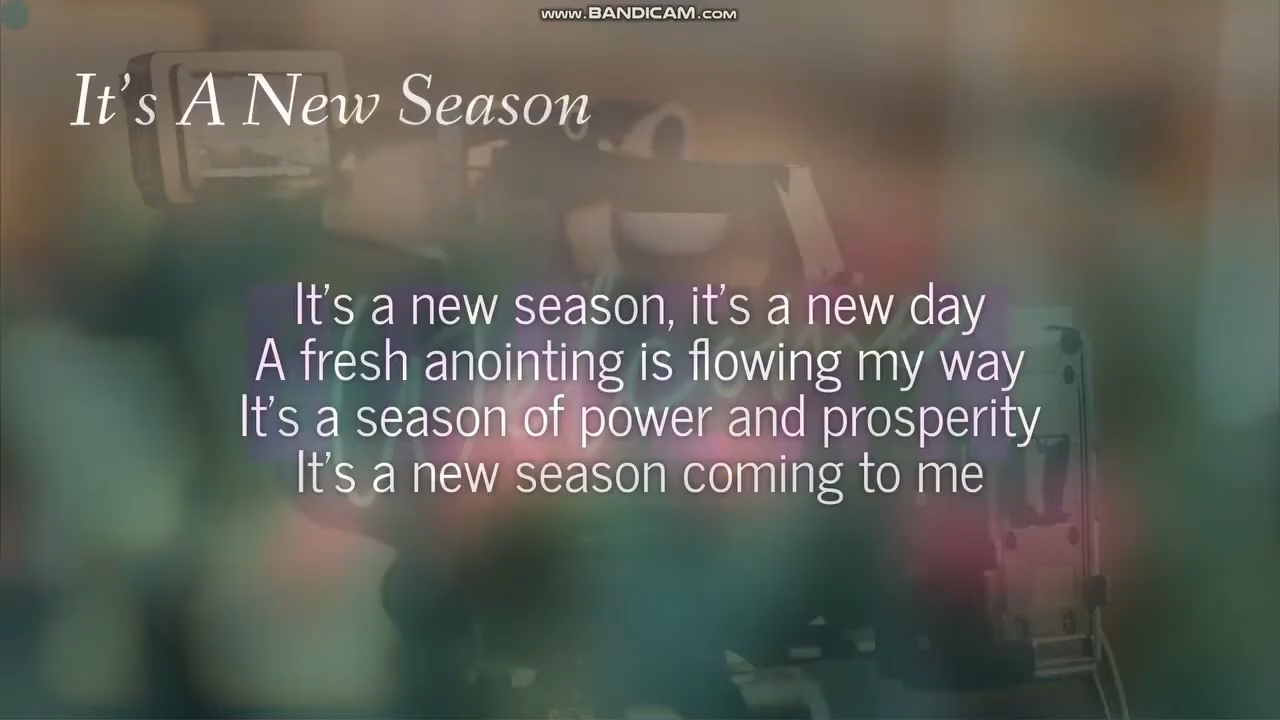 www.BANDICAM.com
It's A New Season
It's a new season, it's a new day
A fresh anointing is flowing my way
It's a season of power and prosperity
It's a new season coming to me